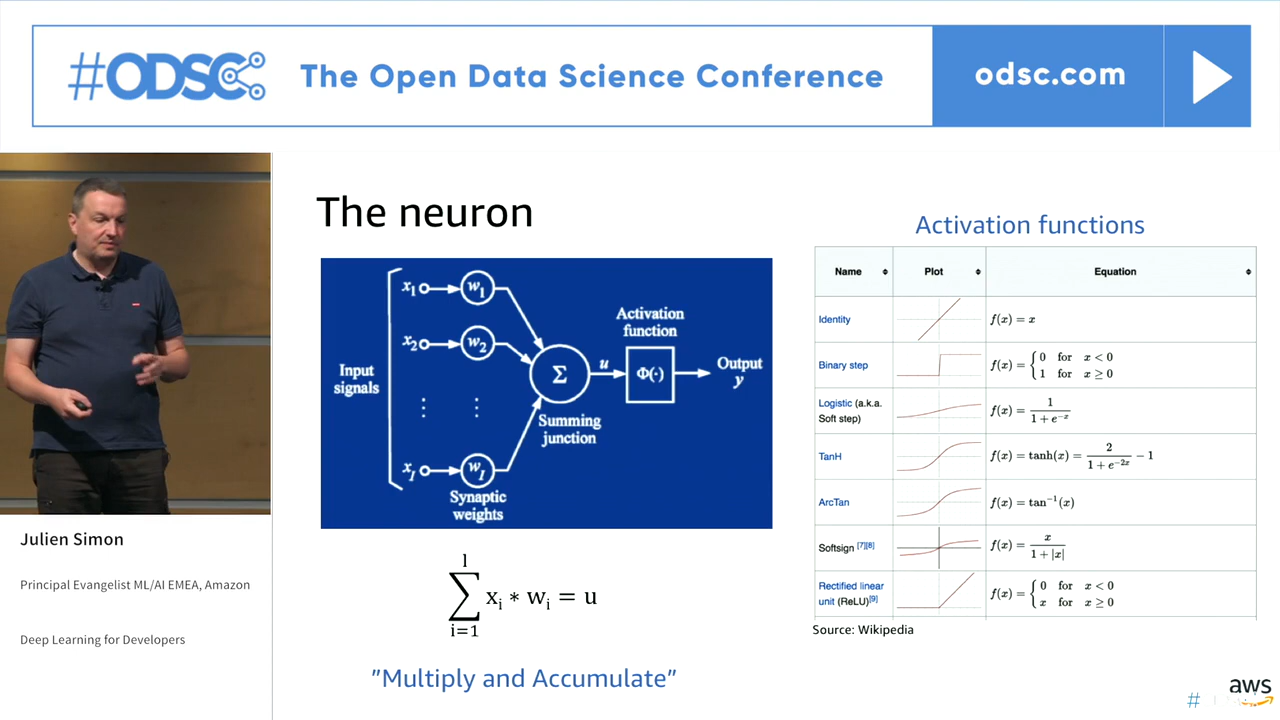 #ODSC The Open Data Science Conference odsc.com
The neuron
x₁ w₁
x₂ w₂
Input
signals
⋮ ⋮
x_I w_I
Synaptic
weights
Σ
Summing
junction
u
Activation
function
Φ(·)
Output
y
∑_{i=1}^{I} xᵢ ∗ wᵢ = u
"Multiply and Accumulate"
Activation functions
Name Plot Equation
Identity f(x) = x
Binary step f(x) = { 0 for x < 0
1 for x ≥ 0
Logistic (a.k.a.
Soft step) f(x) = 1 / (1 + e^{−x})
TanH f(x) = tanh(x) = 2 / (1 + e^{−2x}) − 1
ArcTan f(x) = tan⁻¹(x)
Softsign [7][8] f(x) = x / (1 + |x|)
Rectified linear
unit (ReLU)[9] f(x) = { 0 for x < 0
x for x ≥ 0
Source: Wikipedia
Julien Simon
Principal Evangelist ML/AI EMEA, Amazon
Deep Learning for Developers
#
aws